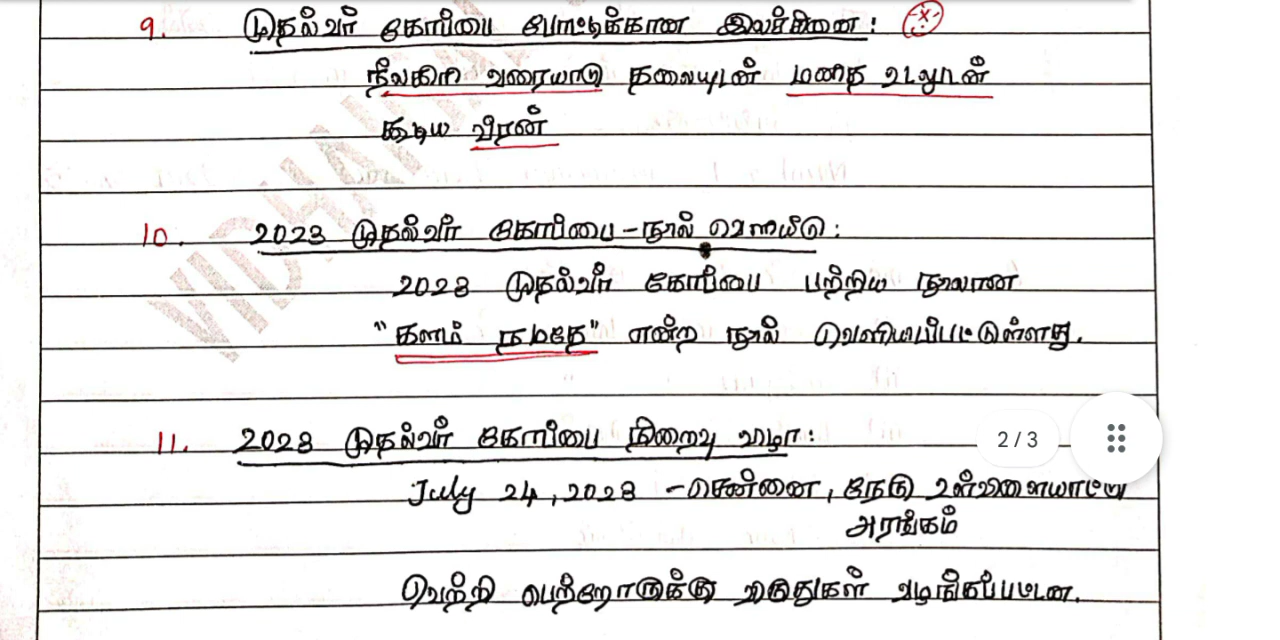 9. முதல்வர் கோப்பை போட்டிக்கான இலச்சினை:
நீலகிரி வரையாடு தலையுடன் மனித உடலுடன்
கூடிய வீரன்
10. 2023 முதல்வர் கோப்பை - நூல் வெளியீடு:
2023 முதல்வர் கோப்பை பற்றிய நூலான
"களம் நமதே" என்ற நூல் வெளியிடப்பட்டுள்ளது.
11. 2023 முதல்வர் கோப்பை நிறைவு விழா:
2 / 3
July 24, 2023 - சென்னை, நேரு உள்விளையாட்டு
அரங்கம்
வெற்றி பெற்றோருக்கு விருதுகள் வழங்கப்பட்டன.